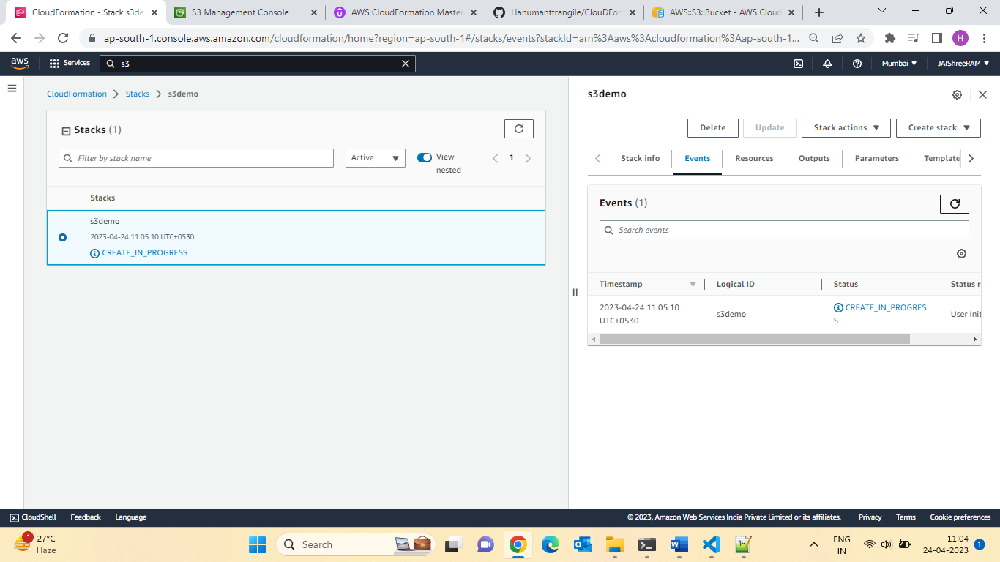 CloudFormation - Stack s3de
S3 Management Console
AWS CloudFormation Master
Hanumanttrangile/ClouDForm
AWS::S3::Bucket - AWS Cloud
ap-south-1.console.aws.amazon.com/cloudformation/home?region=ap-south-1#/stacks/events?stackId=arn%3Aaws%3Acloudformation%3Aap-south-1...
H
aws
Services
s3
Mumbai
JAIShreeRAM
CloudFormation
Stacks
s3demo
Stacks (1)
Filter by stack name
Active
View
nested
1
Stacks
s3demo
2023-04-24 11:05:10 UTC+0530
CREATE_IN_PROGRESS
s3demo
Delete
Update
Stack actions
Create stack
Stack info
Events
Resources
Outputs
Parameters
Template
Events (1)
Search events
Timestamp
Logical ID
Status
Status r
2023-04-24 11:05:10
UTC+0530
s3demo
CREATE_IN_PROGRES
S
User Init
CloudShell
Feedback
Language
© 2023, Amazon Web Services India Private Limited or its affiliates.
Privacy
Terms
Cookie preferences
1
27°C
Haze
Search
ENG
IN
11:04
24-04-2023
1